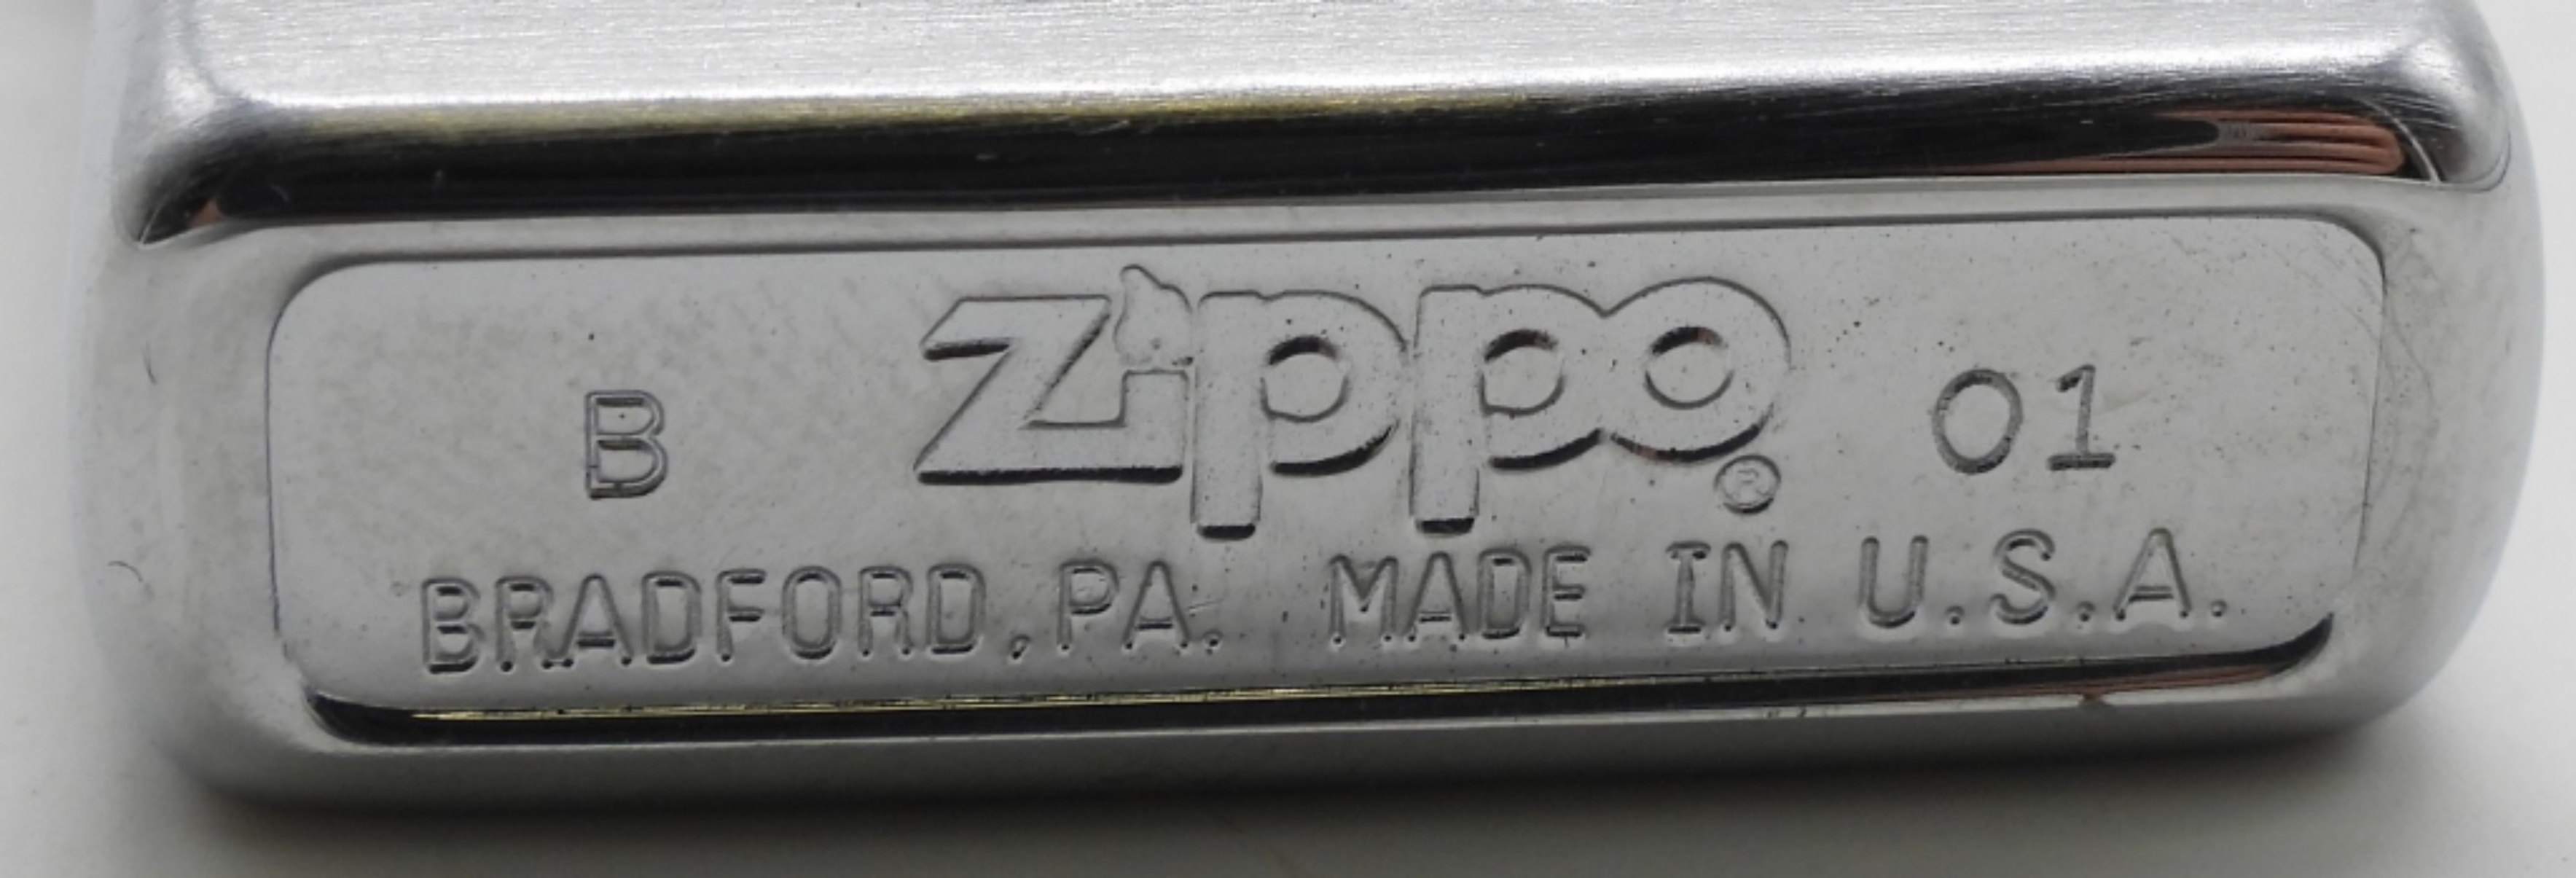 B Zippo® 01
BRADFORD, PA. MADE IN U.S.A.